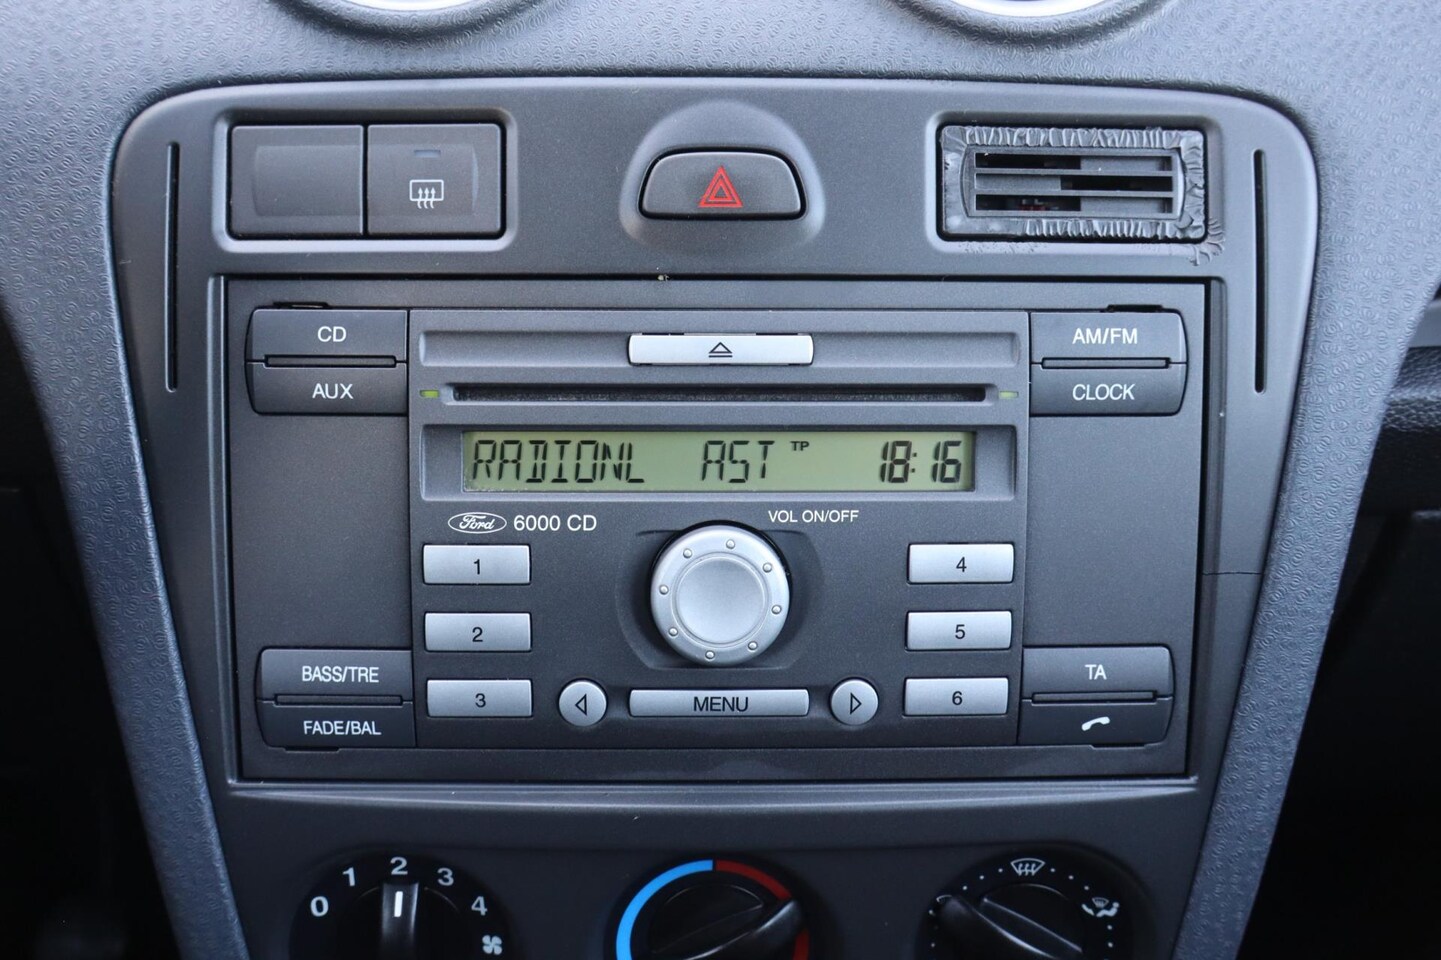 CD
AUX
AM/FM
CLOCK
RADIONL AST TP 18:16
Ford 6000 CD
VOL ON/OFF
1
2
3
4
5
6
BASS/TRE
FADE/BAL
MENU
TA
0 1 2 3 4